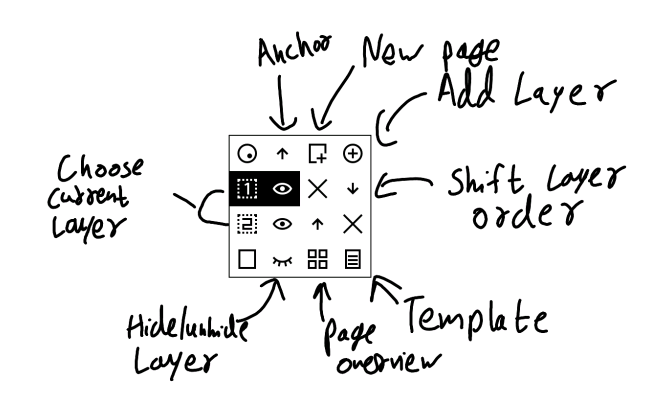 Anchor
New page
Add Layer
Choose
Current
Layer
1
2
Shift Layer
order
Hide/unhide
Layer
Page
overview
Template